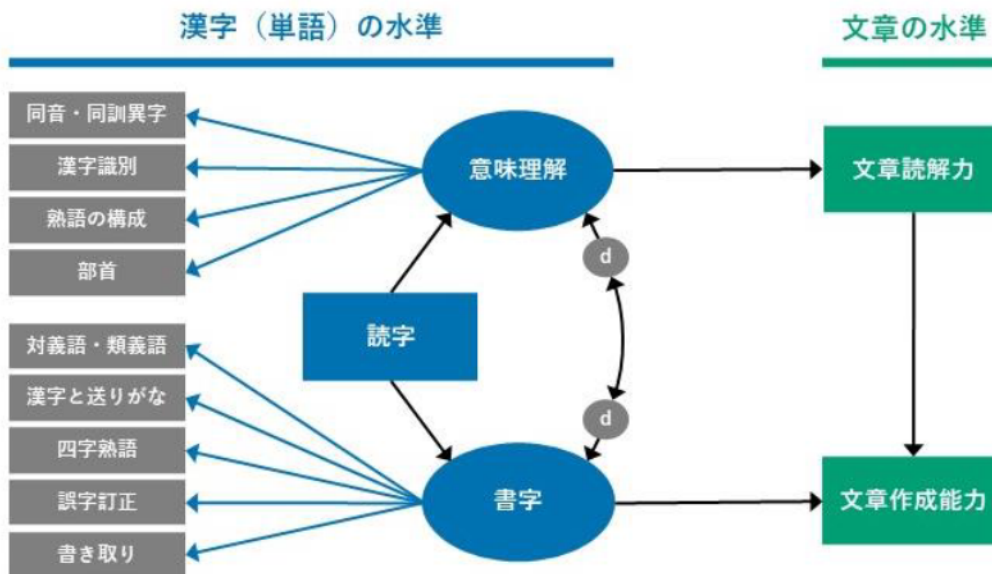 漢字（単語）の水準
文章の水準
同音・同訓異字
漢字識別
熟語の構成
部首
対義語・類義語
漢字と送りがな
四字熟語
誤字訂正
書き取り
意味理解
読字
書字
d
d
文章読解力
文章作成能力